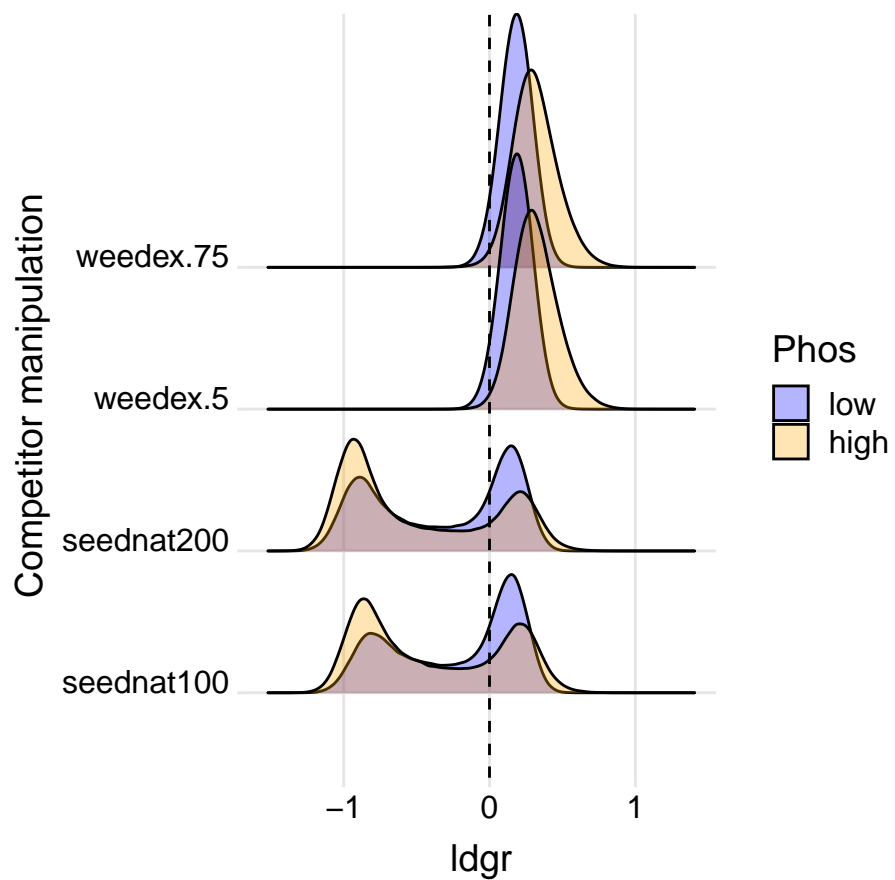 Competitor manipulation
weedex.75
weedex.5
seednat200
seednat100
−1 0 1
ldgr
Phos
low
high